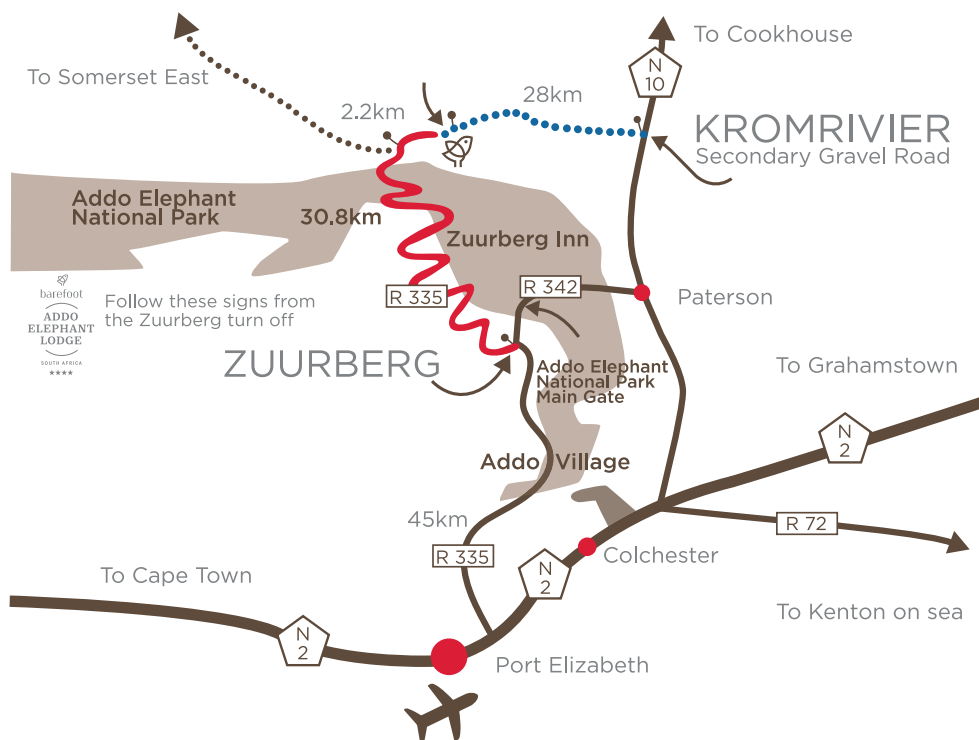 To Cookhouse
N
10
To Somerset East
2.2km
28km
KROMRIVIER
Secondary Gravel Road
Addo Elephant
National Park
30.8km
Zuurberg Inn
barefoot
ADDO
ELEPHANT
LODGE
SOUTH AFRICA
★★★★
Follow these signs from
the Zuurberg turn off
R 335
R 342
Paterson
ZUURBERG
Addo Elephant
National Park
Main Gate
To Grahamstown
N
2
Addo Village
45km
R 335
R 72
Colchester
N
2
To Cape Town
To Kenton on sea
N
2
Port Elizabeth